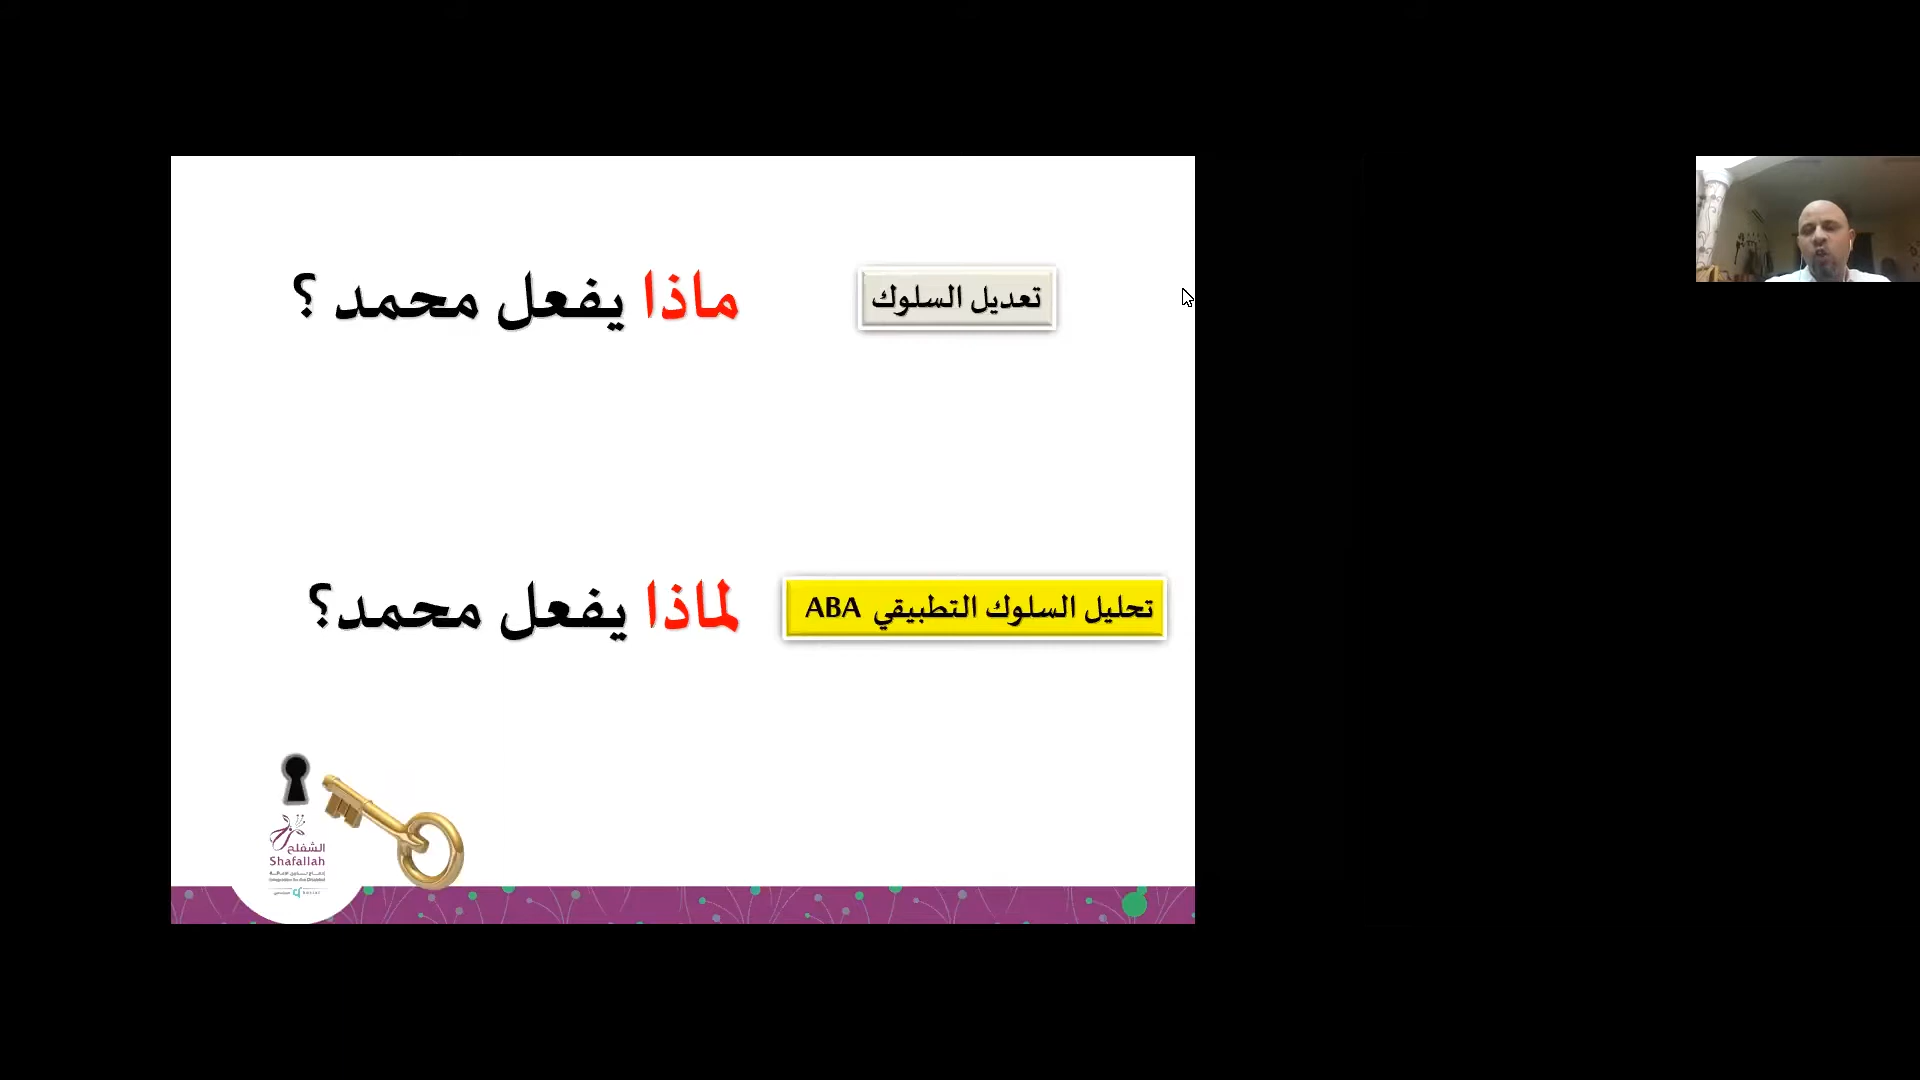 تعديل السلوك
ماذا يفعل محمد ؟
تحليل السلوك التطبيقي ABA
لماذا يفعل محمد؟
الشفلح
Shafallah